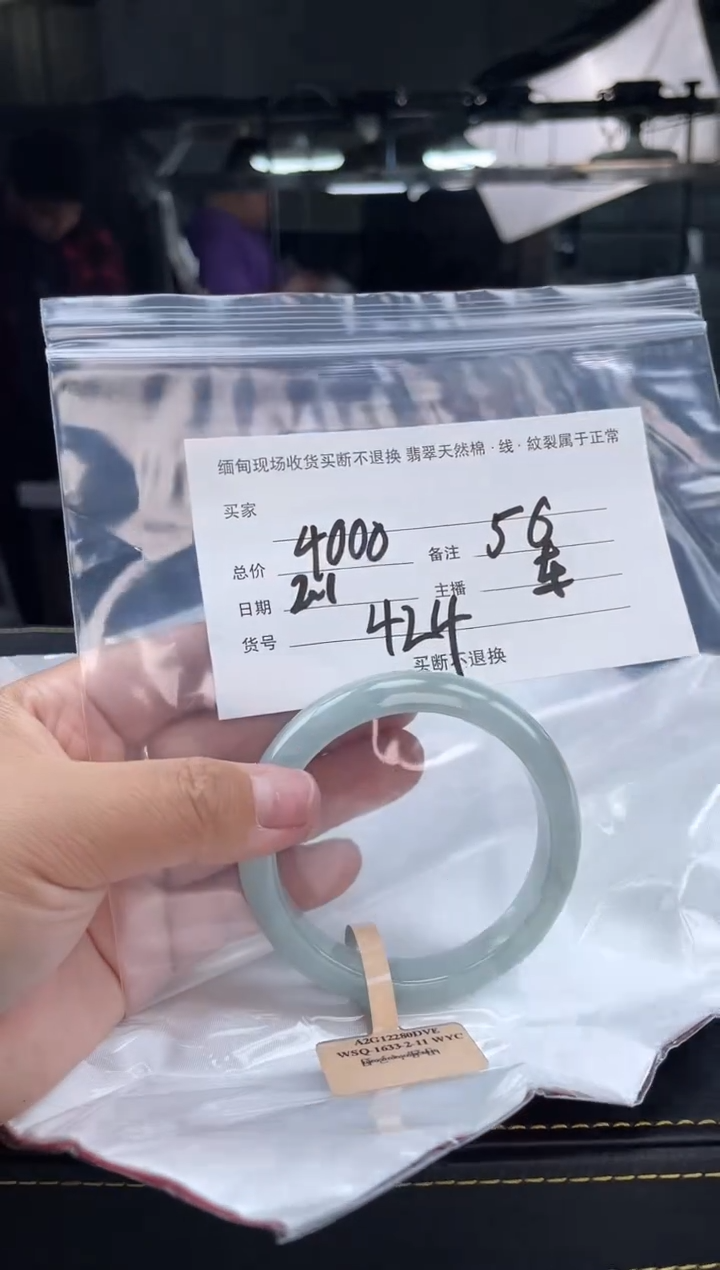 缅甸现场收货买断不退换 翡翠天然棉·线·紋裂属于正常
买家
总价 4000 备注 56
日期 2.1 主播 车
货号 424
买断不退换
A2G12280DVE
WSQ-1633-2-11 WYC